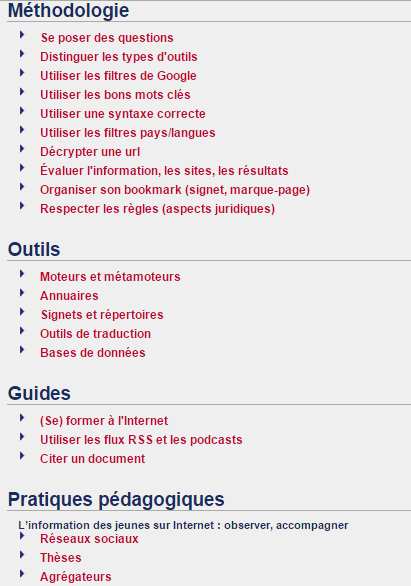 Méthodologie
Se poser des questions
Distinguer les types d'outils
Utiliser les filtres de Google
Utiliser les bons mots clés
Utiliser une syntaxe correcte
Utiliser les filtres pays/langues
Décrypter une url
Évaluer l'information, les sites, les résultats
Organiser son bookmark (signet, marque-page)
Respecter les règles (aspects juridiques)
Outils
Moteurs et métamoteurs
Annuaires
Signets et répertoires
Outils de traduction
Bases de données
Guides
(Se) former à l'Internet
Utiliser les flux RSS et les podcasts
Citer un document
Pratiques pédagogiques
L’information des jeunes sur Internet : observer, accompagner
Réseaux sociaux
Thèses
Agrégateurs